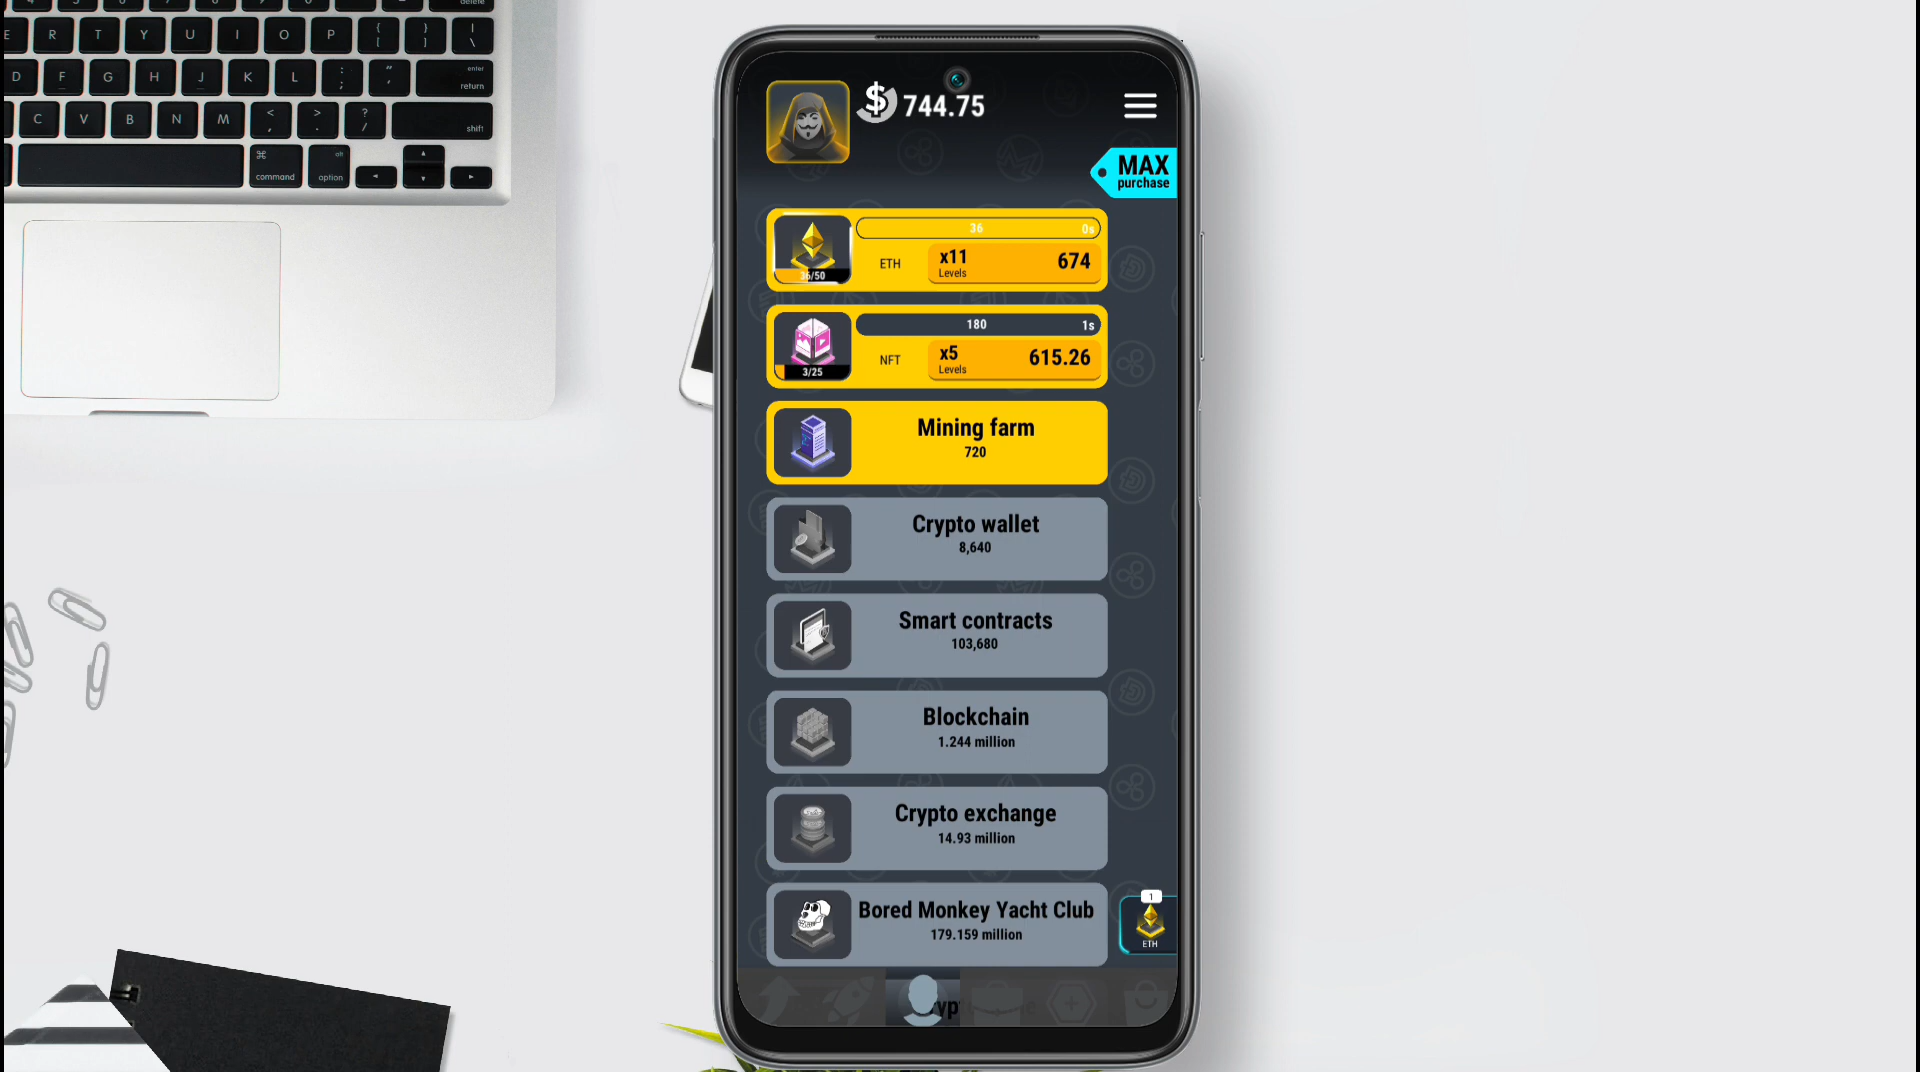 delete
E R T Y U I O P { [ } ] | \
D F G H J K L : ; " ' enter return
C V B N M < , > . ? / shift
⌘ command alt option
$ 744.75
MAX
purchase
36 0s
36/50 ETH x11 Levels 674
180 1s
3/25 NFT x5 Levels 615.26
Mining farm
720
Crypto wallet
8,640
Smart contracts
103,680
Blockchain
1.244 million
Crypto exchange
14.93 million
Bored Monkey Yacht Club
179.159 million
1
ETH